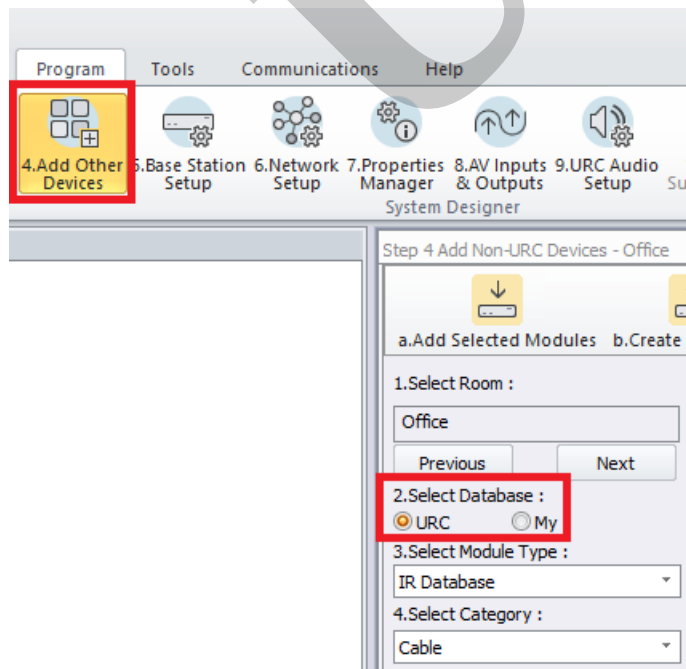 Program Tools Communications Help
4.Add Other Devices
5.Base Station Setup
6.Network Setup
7.Properties Manager
8.AV Inputs & Outputs
9.URC Audio Setup
System Designer
Step 4 Add Non-URC Devices - Office
a.Add Selected Modules b.Create
1.Select Room :
Office
Previous Next
2.Select Database :
URC My
3.Select Module Type :
IR Database
4.Select Category :
Cable